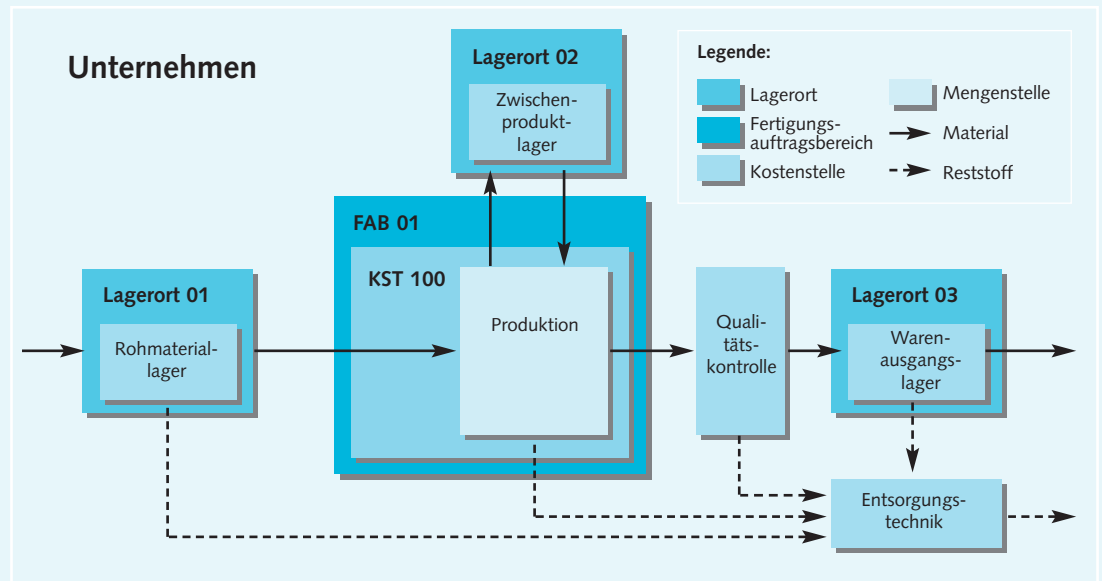 Unternehmen
Lagerort 02
Zwischen-
produkt-
lager
Legende:
Lagerort
Fertigungs-
auftragsbereich
Kostenstelle
Mengenstelle
Material
Reststoff
FAB 01
KST 100
Produktion
Lagerort 01
Rohmaterial-
lager
Quali-
täts-
kontrolle
Lagerort 03
Waren-
ausgangs-
lager
Entsorgungs-
technik